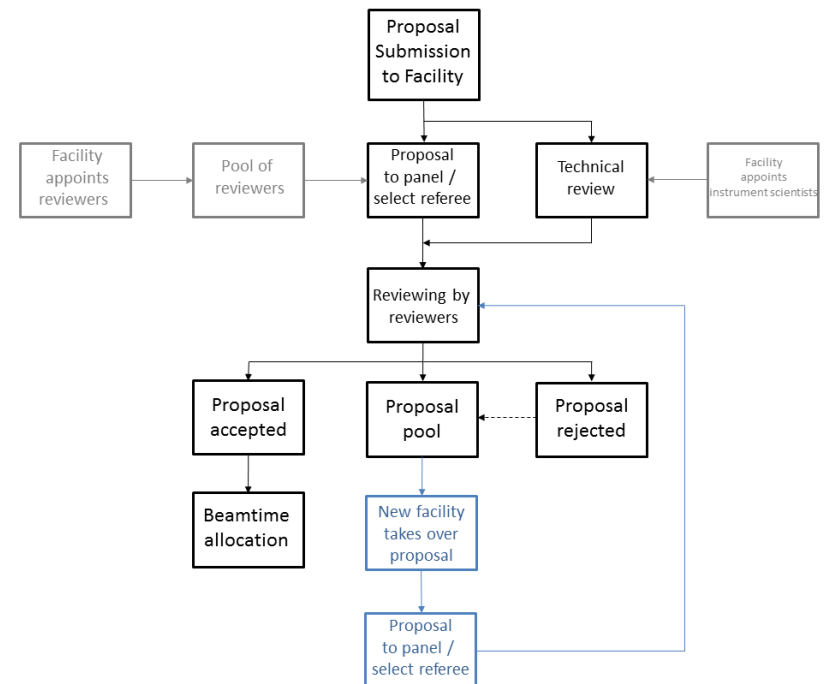 Proposal
Submission
to Facility
Facility
appoints
reviewers
Pool of
reviewers
Proposal
to panel /
select referee
Technical
review
Facility
appoints
instrument scientists
Reviewing by
reviewers
Proposal
accepted
Proposal
pool
Proposal
rejected
Beamtime
allocation
New facility
takes over
proposal
Proposal
to panel /
select referee